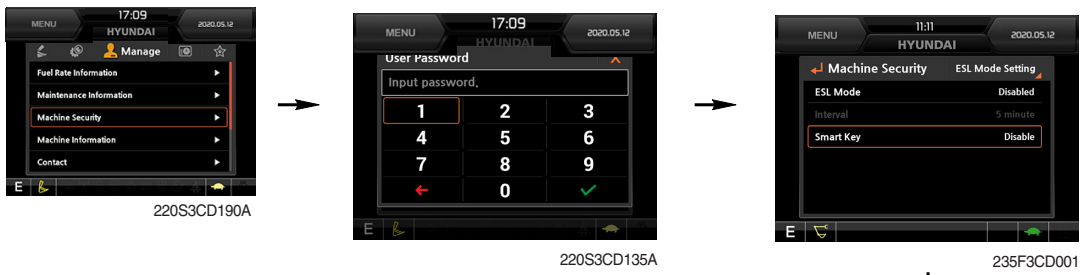 MENU
17:09
HYUNDAI
2020.05.12
Manage
Fuel Rate Information
Maintenance Information
Machine Security
Machine Information
Contact
E
220S3CD190A
MENU
17:09
HYUNDAI
2020.05.12
User Password
X
Input password.
1 2 3
4 5 6
7 8 9
0
E
220S3CD135A
MENU
11:11
HYUNDAI
2020.05.12
Machine Security ESL Mode Setting
ESL Mode Disabled
Interval 5 minute
Smart Key Disable
E
235F3CD001